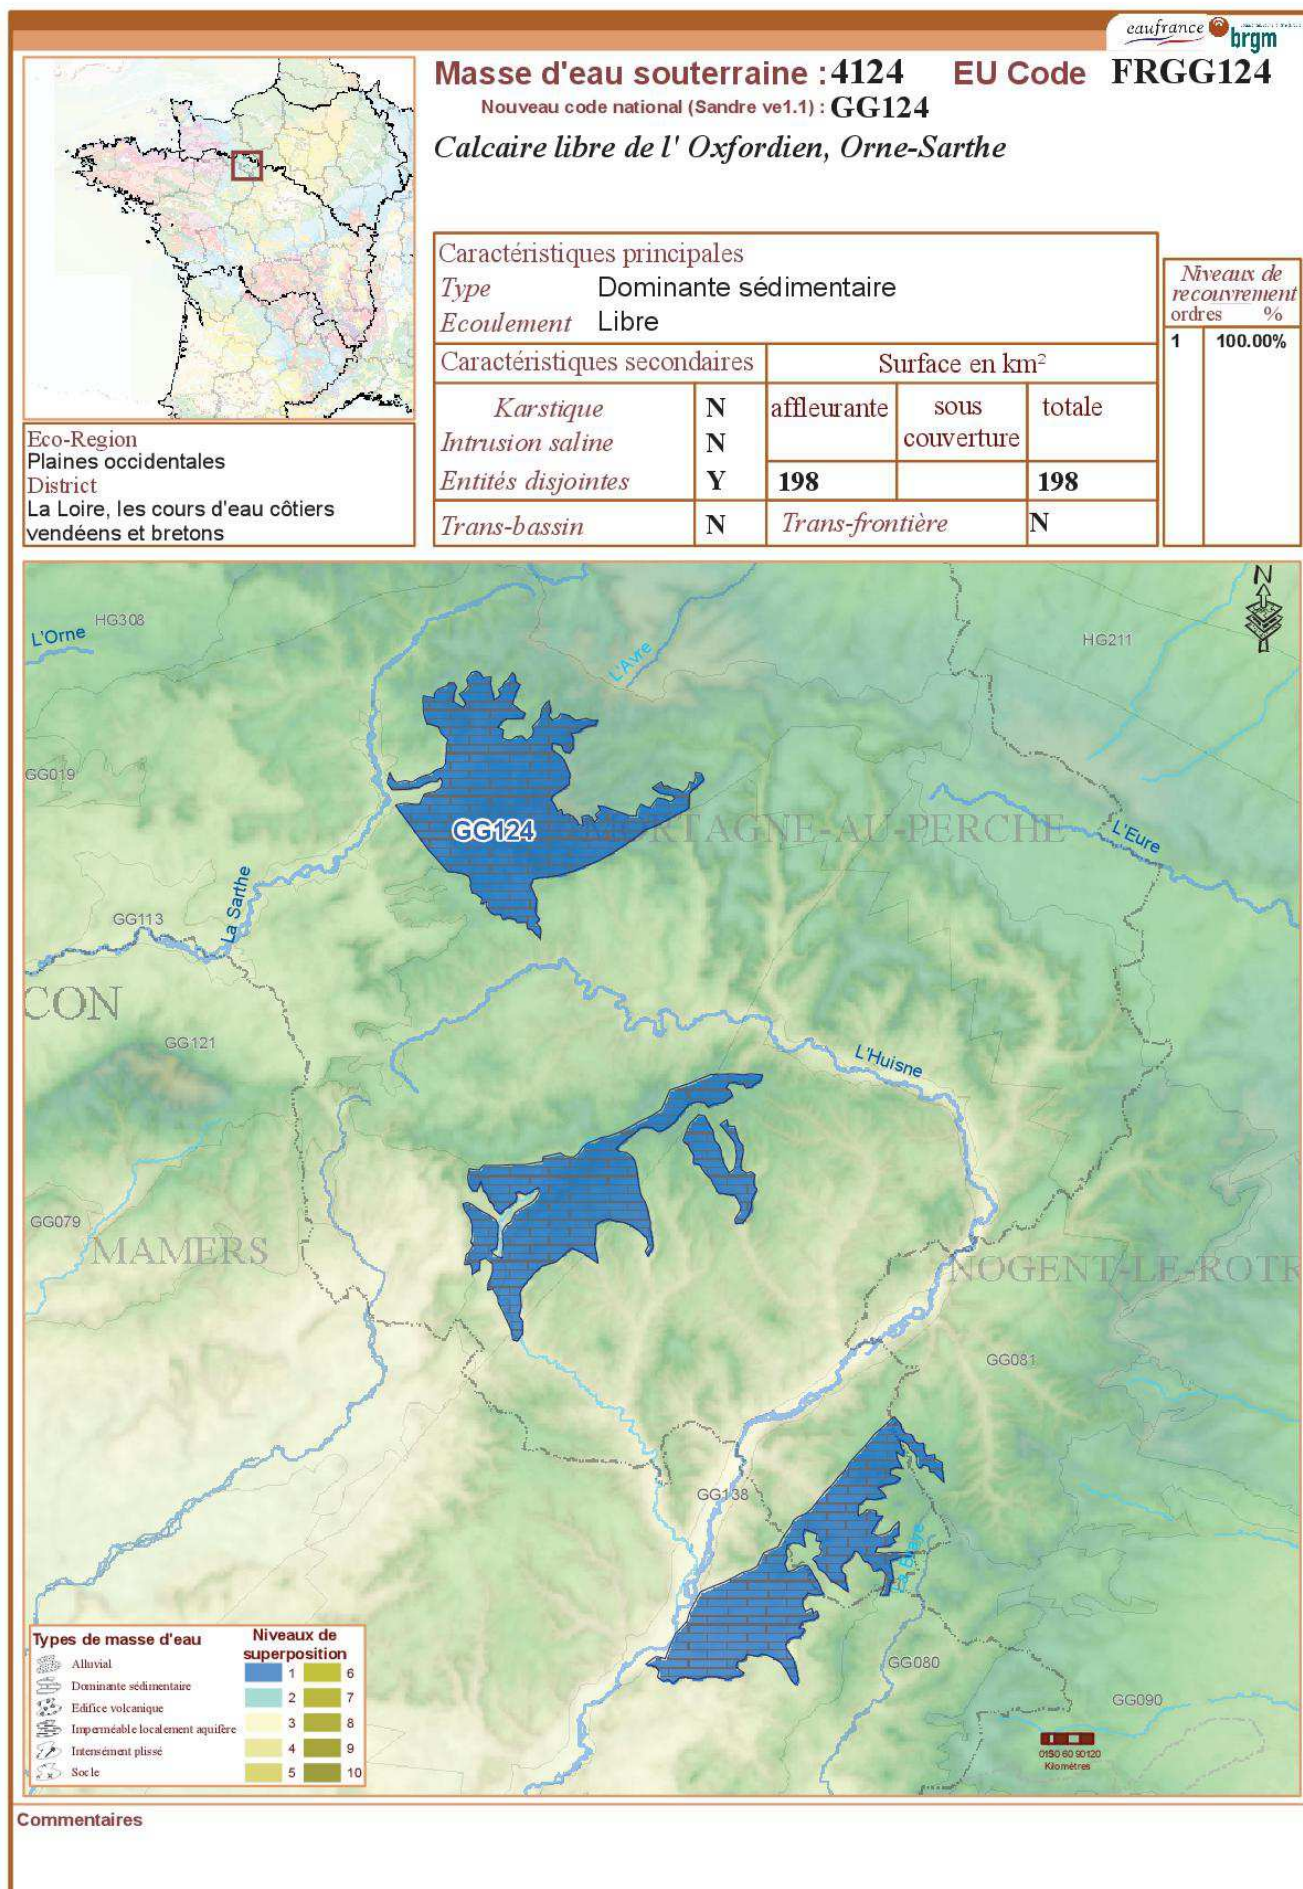 eaufrance
brgm
Masse d'eau souterraine : 4124 EU Code FRGG124
Nouveau code national (Sandre ve1.1) : GG124
Calcaire libre de l' Oxfordien, Orne-Sarthe
Caractéristiques principales
Type Dominante sédimentaire
Ecoulement Libre
Caractéristiques secondaires Surface en km²
Karstique N affleurante sous couverture totale
Intrusion saline N
Entités disjointes Y 198 198
Trans-bassin N Trans-frontière N
Niveaux de
recouvrement
ordres %
1 100.00%
Eco-Region
Plaines occidentales
District
La Loire, les cours d'eau côtiers
vendéens et bretons
N
HG308
L'Orne
L'Avre
HG211
GG019
GG124
MORTAGNE-AU-PERCHE
L'Eure
La Sarthe
GG113
CON
GG121
L'Huisne
GG079
MAMERS
NOGENT-LE-ROTR
GG081
GG138
La Braye
GG080
GG090
Types de masse d'eau
Alluvial
Dominante sédimentaire
Edifice volcanique
Imperméable localement aquifère
Intensément plissé
Socle
Niveaux de
superposition
1 6
2 7
3 8
4 9
5 10
Kilomètres
Commentaires